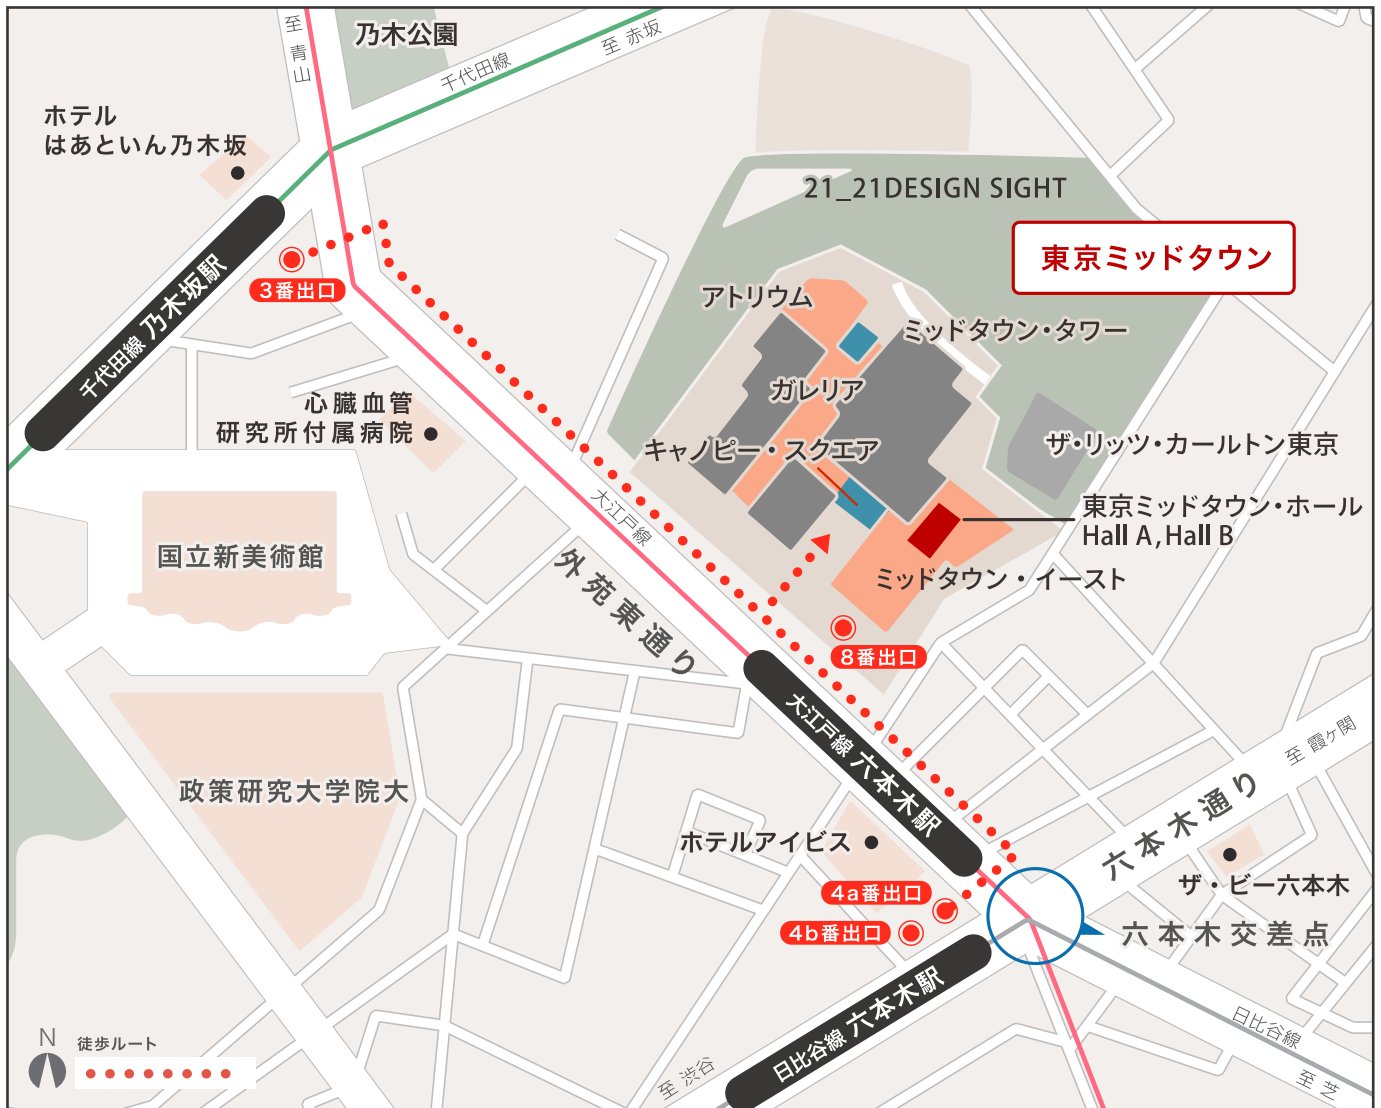 至 青山
乃木公園
千代田線
至 赤坂
ホテル
はあといん乃木坂
21_21DESIGN SIGHT
東京ミッドタウン
3番出口
千代田線 乃木坂駅
アトリウム
ミッドタウン・タワー
ガレリア
心臓血管
研究所付属病院
キャノピー・スクエア
ザ・リッツ・カールトン東京
大江戸線
東京ミッドタウン・ホール
Hall A,Hall B
国立新美術館
外苑東通り
ミッドタウン・イースト
8番出口
大江戸線 六本木駅
至 霞ヶ関
政策研究大学院大
六本木通り
ホテルアイビス
ザ・ビー六本木
4a番出口
4b番出口
六本木交差点
日比谷線 六本木駅
日比谷線
N
徒歩ルート
至 渋谷
至 芝